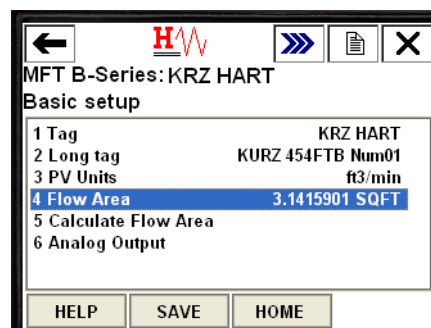 H
MFT B-Series: KRZ HART
Basic setup
1 Tag KRZ HART
2 Long tag KURZ 454FTB Num01
3 PV Units ft3/min
4 Flow Area 3.1415901 SQFT
5 Calculate Flow Area
6 Analog Output
HELP SAVE HOME